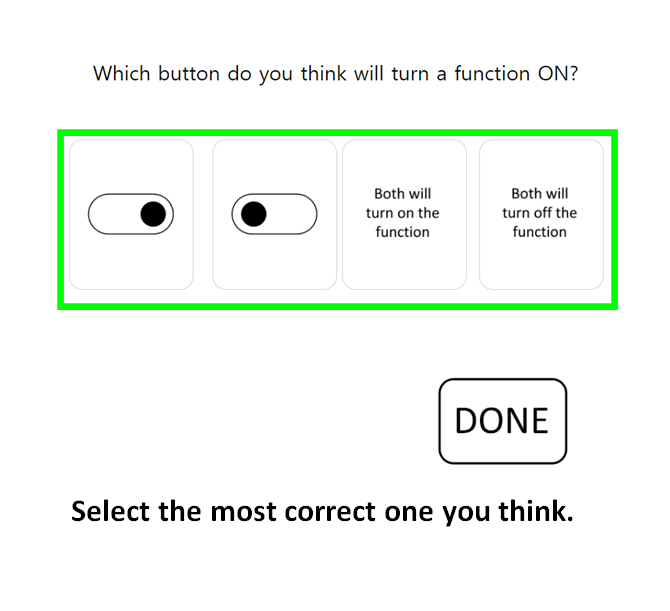 Which button do you think will turn a function ON?
Both will
turn on the
function
Both will
turn off the
function
DONE
Select the most correct one you think.